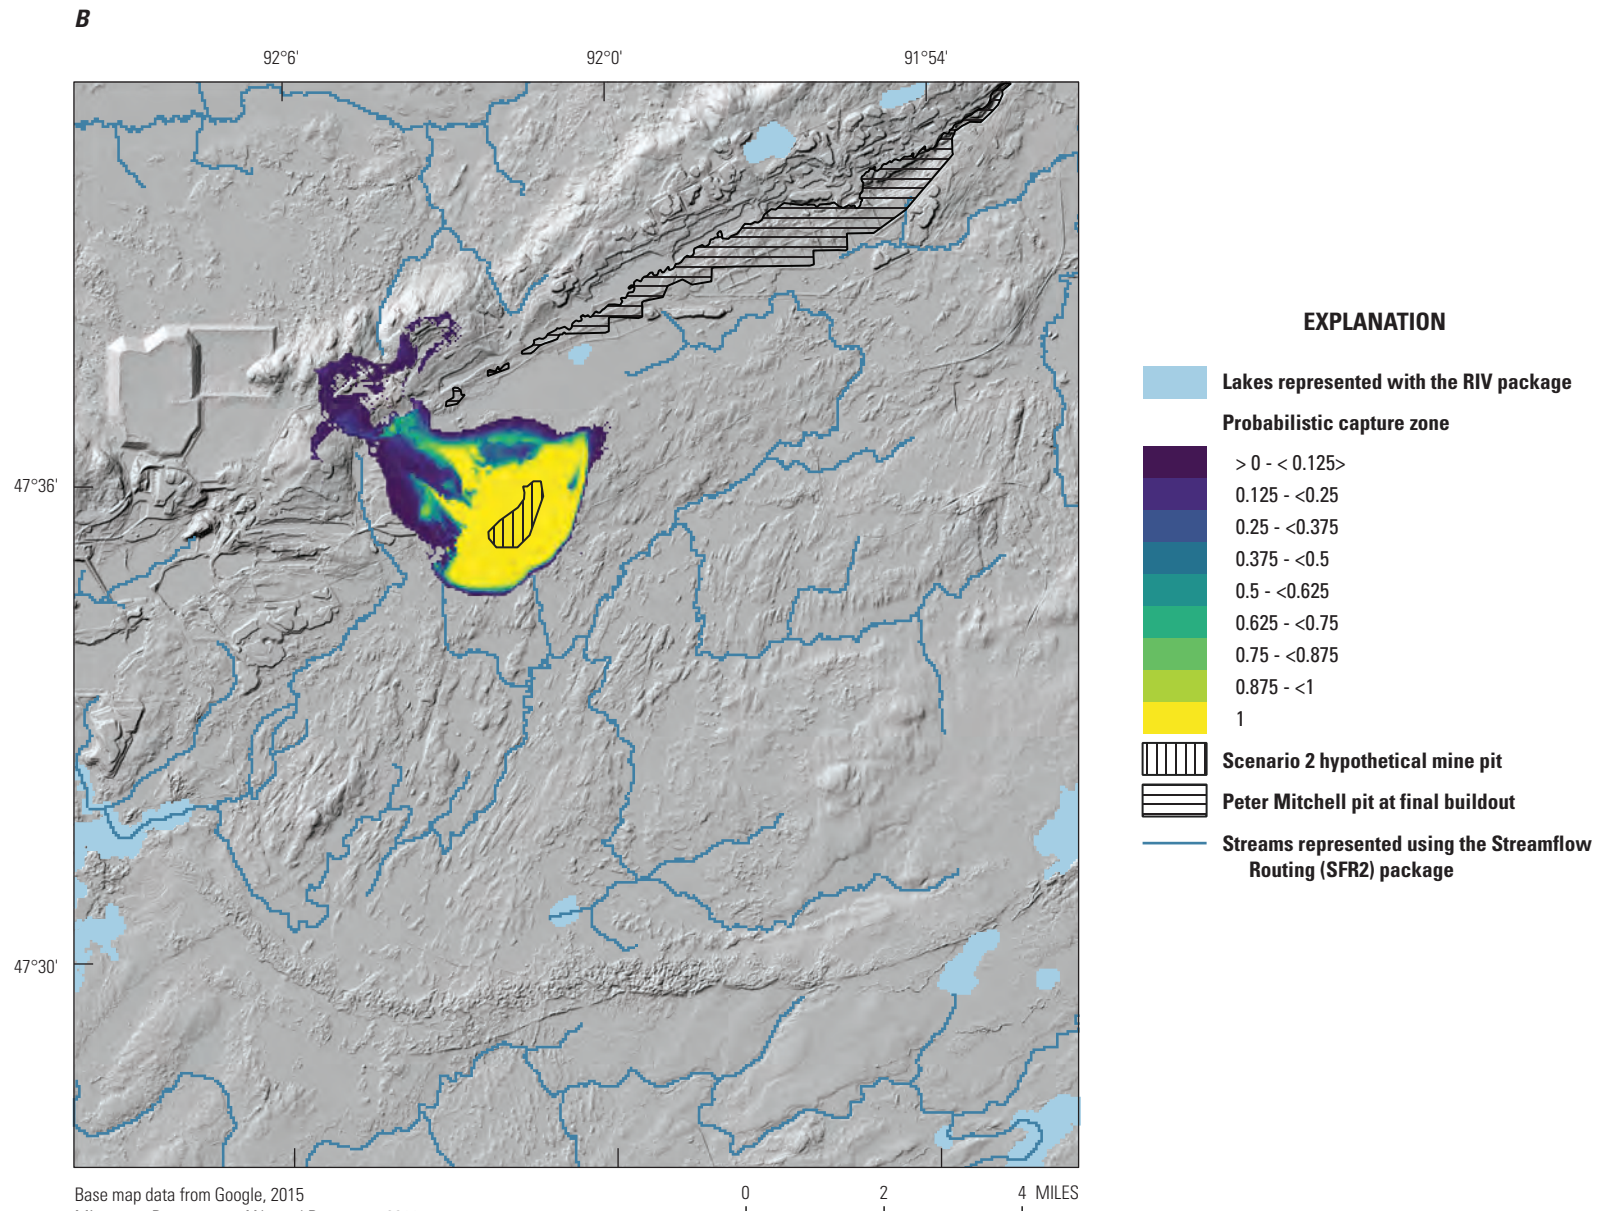 B
92°6' 92°0' 91°54'
47°36'
47°30'
EXPLANATION
Lakes represented with the RIV package
Probabilistic capture zone
> 0 - < 0.125>
0.125 - <0.25
0.25 - <0.375
0.375 - <0.5
0.5 - <0.625
0.625 - <0.75
0.75 - <0.875
0.875 - <1
1
Scenario 2 hypothetical mine pit
Peter Mitchell pit at final buildout
Streams represented using the Streamflow
Routing (SFR2) package
Base map data from Google, 2015
0 2 4 MILES